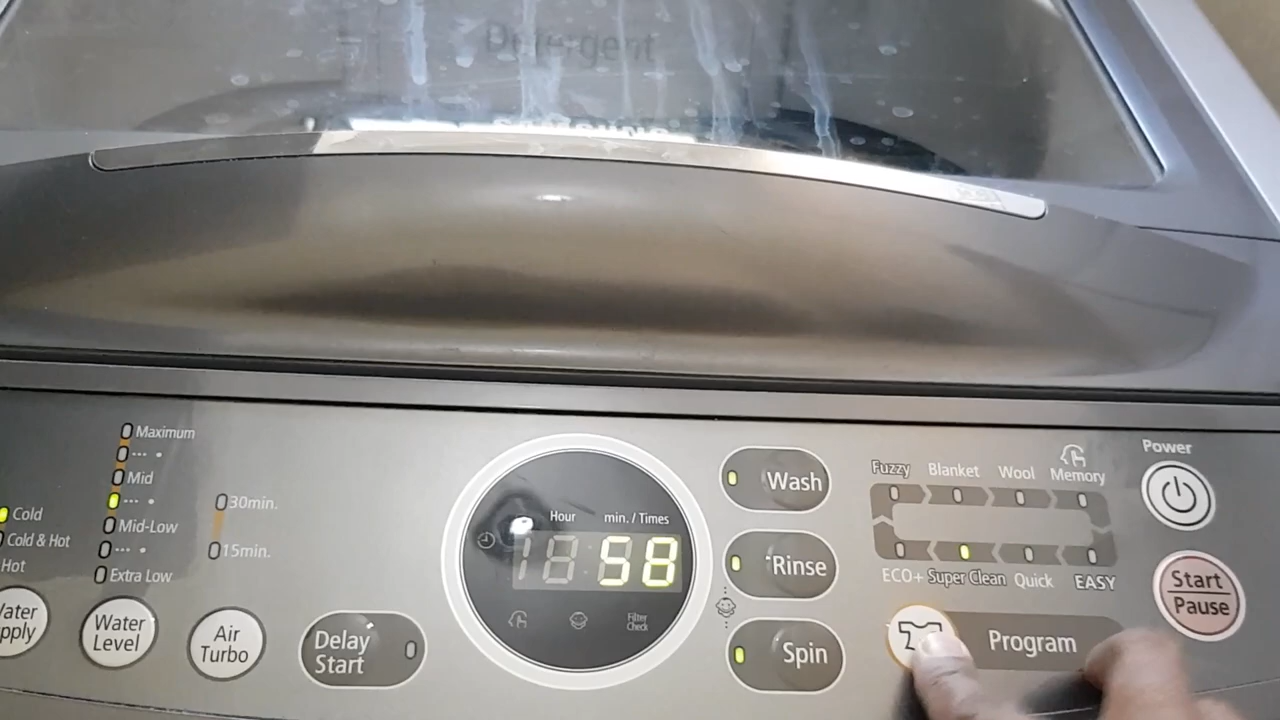 Detergent
SAMSUNG
Maximum
Mid
Mid-Low
Extra Low
Cold
Cold & Hot
Hot
30min.
15min.
Water
Level
Air
Turbo
Delay
Start
Hour min. / Times
58
Filter
Check
Wash
Rinse
Spin
Fuzzy Blanket Wool Memory
ECO+ Super Clean Quick EASY
Program
Power
Start
Pause